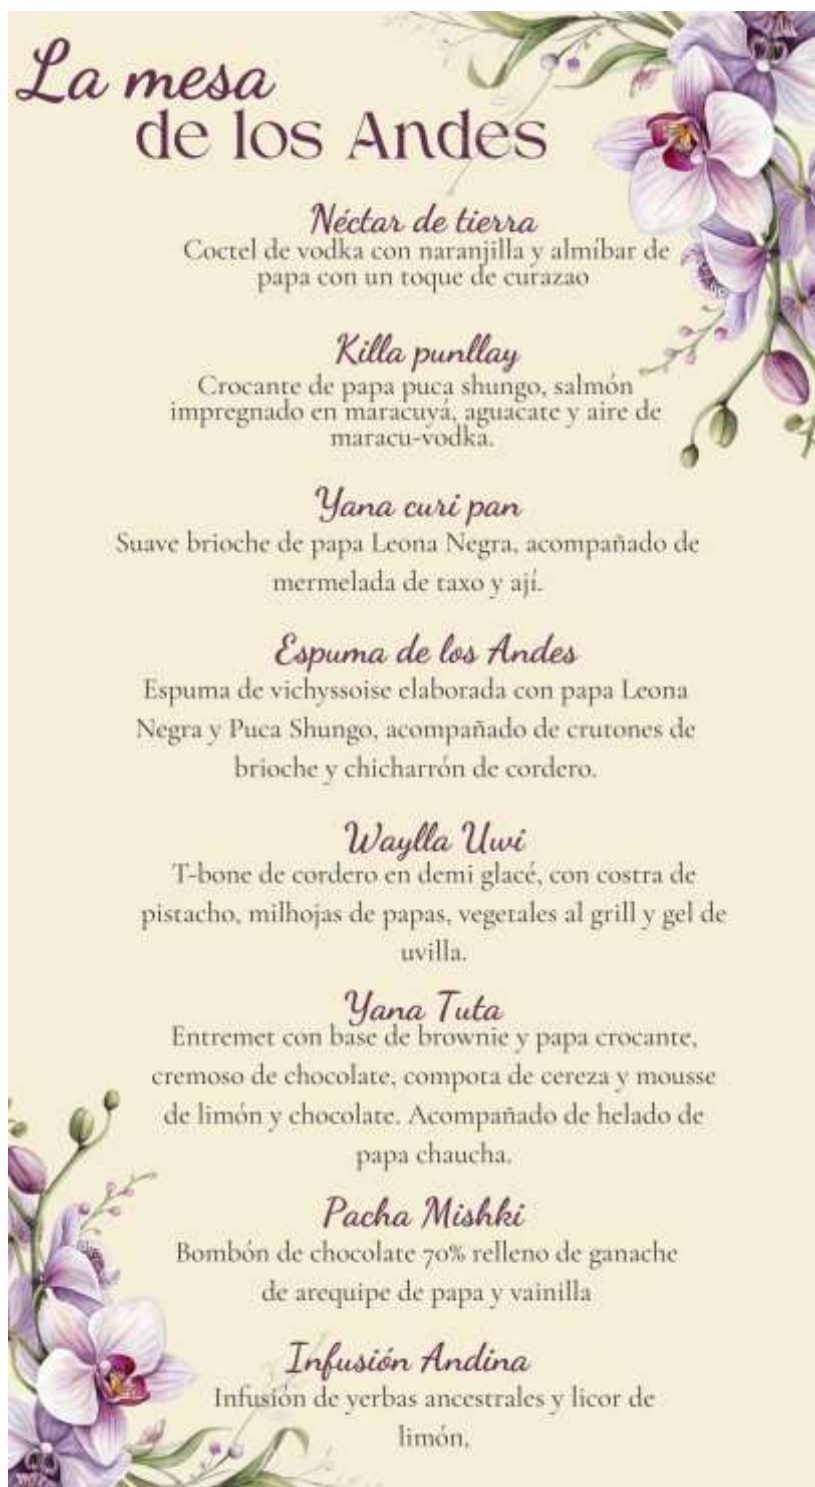 La mesa
de los Andes
Néctar de tierra
Coctel de vodka con naranjilla y almíbar de
papa con un toque de curazao
Killa punllay
Crocante de papa puca shungo, salmón
impregnado en maracuyá, aguacate y aire de
maracu-vodka.
Yana curi pan
Suave brioche de papa Leona Negra, acompañado de
mermelada de taxo y ají.
Espuma de los Andes
Espuma de vichyssoise elaborada con papa Leona
Negra y Puca Shungo, acompañado de crutones de
brioche y chicharrón de cordero.
Waylla Uwi
T-bone de cordero en demi glacé, con costra de
pistacho, milhojas de papas, vegetales al grill y gel de
uvilla.
Yana Tuta
Entremet con base de brownie y papa crocante,
cremoso de chocolate, compota de cereza y mousse
de limón y chocolate. Acompañado de helado de
papa chaucha.
Pacha Mishki
Bombón de chocolate 70% relleno de ganache
de arequipe de papa y vainilla
Infusión Andina
Infusión de yerbas ancestrales y licor de
limón,